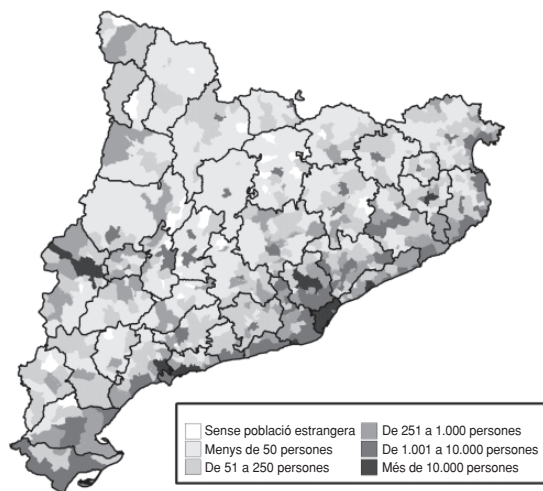 Sense població estrangera
Menys de 50 persones
De 51 a 250 persones
De 251 a 1.000 persones
De 1.001 a 10.000 persones
Més de 10.000 persones